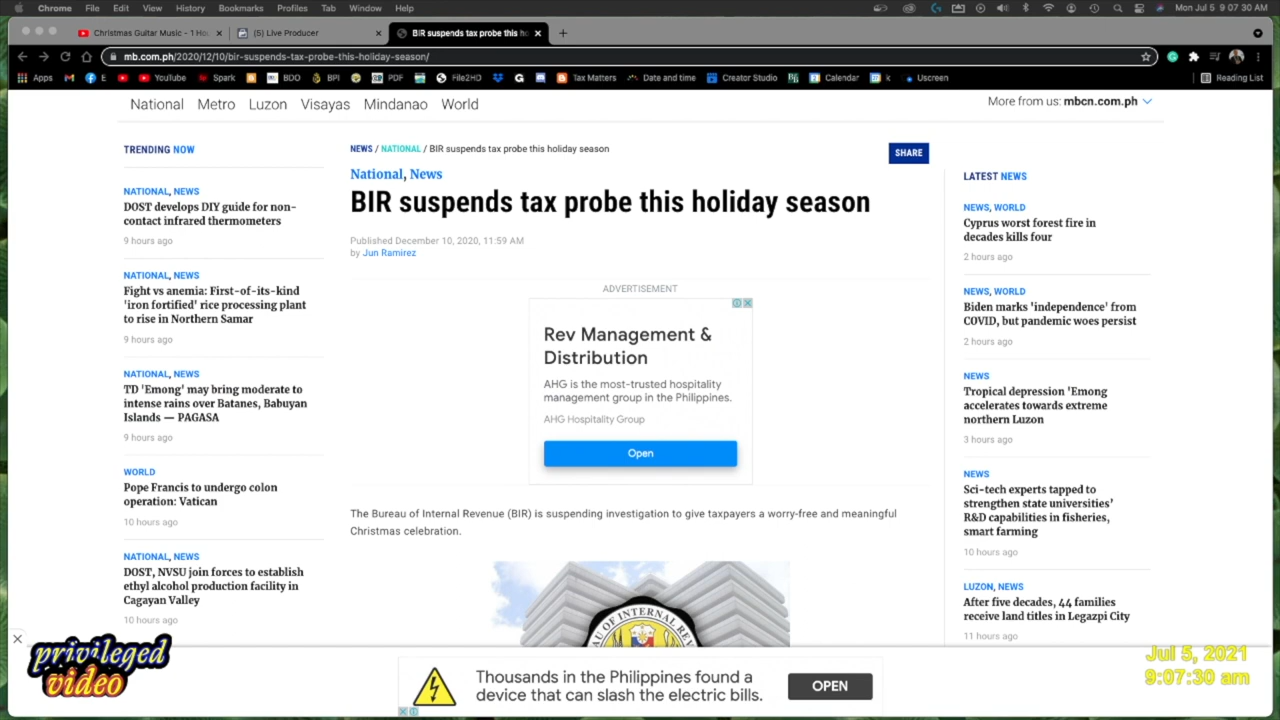 Chrome File Edit View History Bookmarks Profiles Tab Window Help Mon Jul 5 9:07:30 AM
Christmas Guitar Music - 1 Ho
(5) Live Producer
BIR suspends tax probe this ho
mb.com.ph/2020/12/10/bir-suspends-tax-probe-this-holiday-season/
Apps E YouTube Spark BDO BPI PDF File2HD Tax Matters Date and time Creator Studio Calendar k Uscreen Reading List
National Metro Luzon Visayas Mindanao World
More from us: mbcn.com.ph
TRENDING NOW
NATIONAL, NEWS
DOST develops DIY guide for non-
contact infrared thermometers
9 hours ago
NATIONAL, NEWS
Fight vs anemia: First-of-its-kind
'iron fortified' rice processing plant
to rise in Northern Samar
9 hours ago
NATIONAL, NEWS
TD 'Emong' may bring moderate to
intense rains over Batanes, Babuyan
Islands — PAGASA
9 hours ago
WORLD
Pope Francis to undergo colon
operation: Vatican
10 hours ago
NATIONAL, NEWS
DOST, NVSU join forces to establish
ethyl alcohol production facility in
Cagayan Valley
10 hours ago
NEWS / NATIONAL / BIR suspends tax probe this holiday season
SHARE
National, News
BIR suspends tax probe this holiday season
Published December 10, 2020, 11:59 AM
by Jun Ramirez
ADVERTISEMENT
Rev Management &
Distribution
AHG is the most-trusted hospitality
management group in the Philippines.
AHG Hospitality Group
Open
The Bureau of Internal Revenue (BIR) is suspending investigation to give taxpayers a worry-free and meaningful
Christmas celebration.
OF INTERNAL
LATEST NEWS
NEWS, WORLD
Cyprus worst forest fire in
decades kills four
2 hours ago
NEWS, WORLD
Biden marks 'independence' from
COVID, but pandemic woes persist
2 hours ago
NEWS
Tropical depression 'Emong
accelerates towards extreme
northern Luzon
3 hours ago
NEWS
Sci-tech experts tapped to
strengthen state universities'
R&D capabilities in fisheries,
smart farming
10 hours ago
LUZON, NEWS
After five decades, 44 families
receive land titles in Legazpi City
11 hours ago
privileged
video
Thousands in the Philippines found a
device that can slash the electric bills.
OPEN
Jul 5, 2021
9:07:30 am